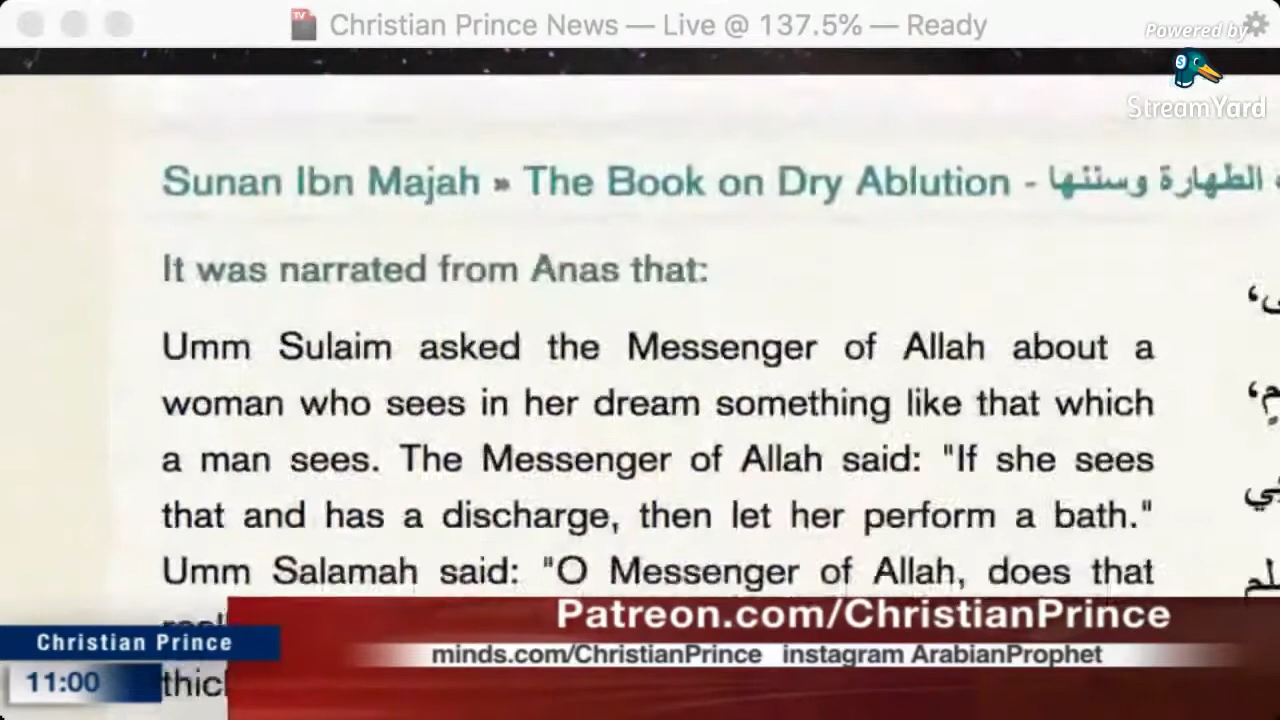 Christian Prince News — Live @ 137.5% — Ready
Powered by
StreamYard
Sunan Ibn Majah » The Book on Dry Ablution - الطهارة وسننها
It was narrated from Anas that:
Umm Sulaim asked the Messenger of Allah about a
woman who sees in her dream something like that which
a man sees. The Messenger of Allah said: "If she sees
that and has a discharge, then let her perform a bath."
Umm Salamah said: "O Messenger of Allah, does that
Patreon.com/ChristianPrince
Christian Prince
minds.com/ChristianPrince instagram ArabianProphet
11:00